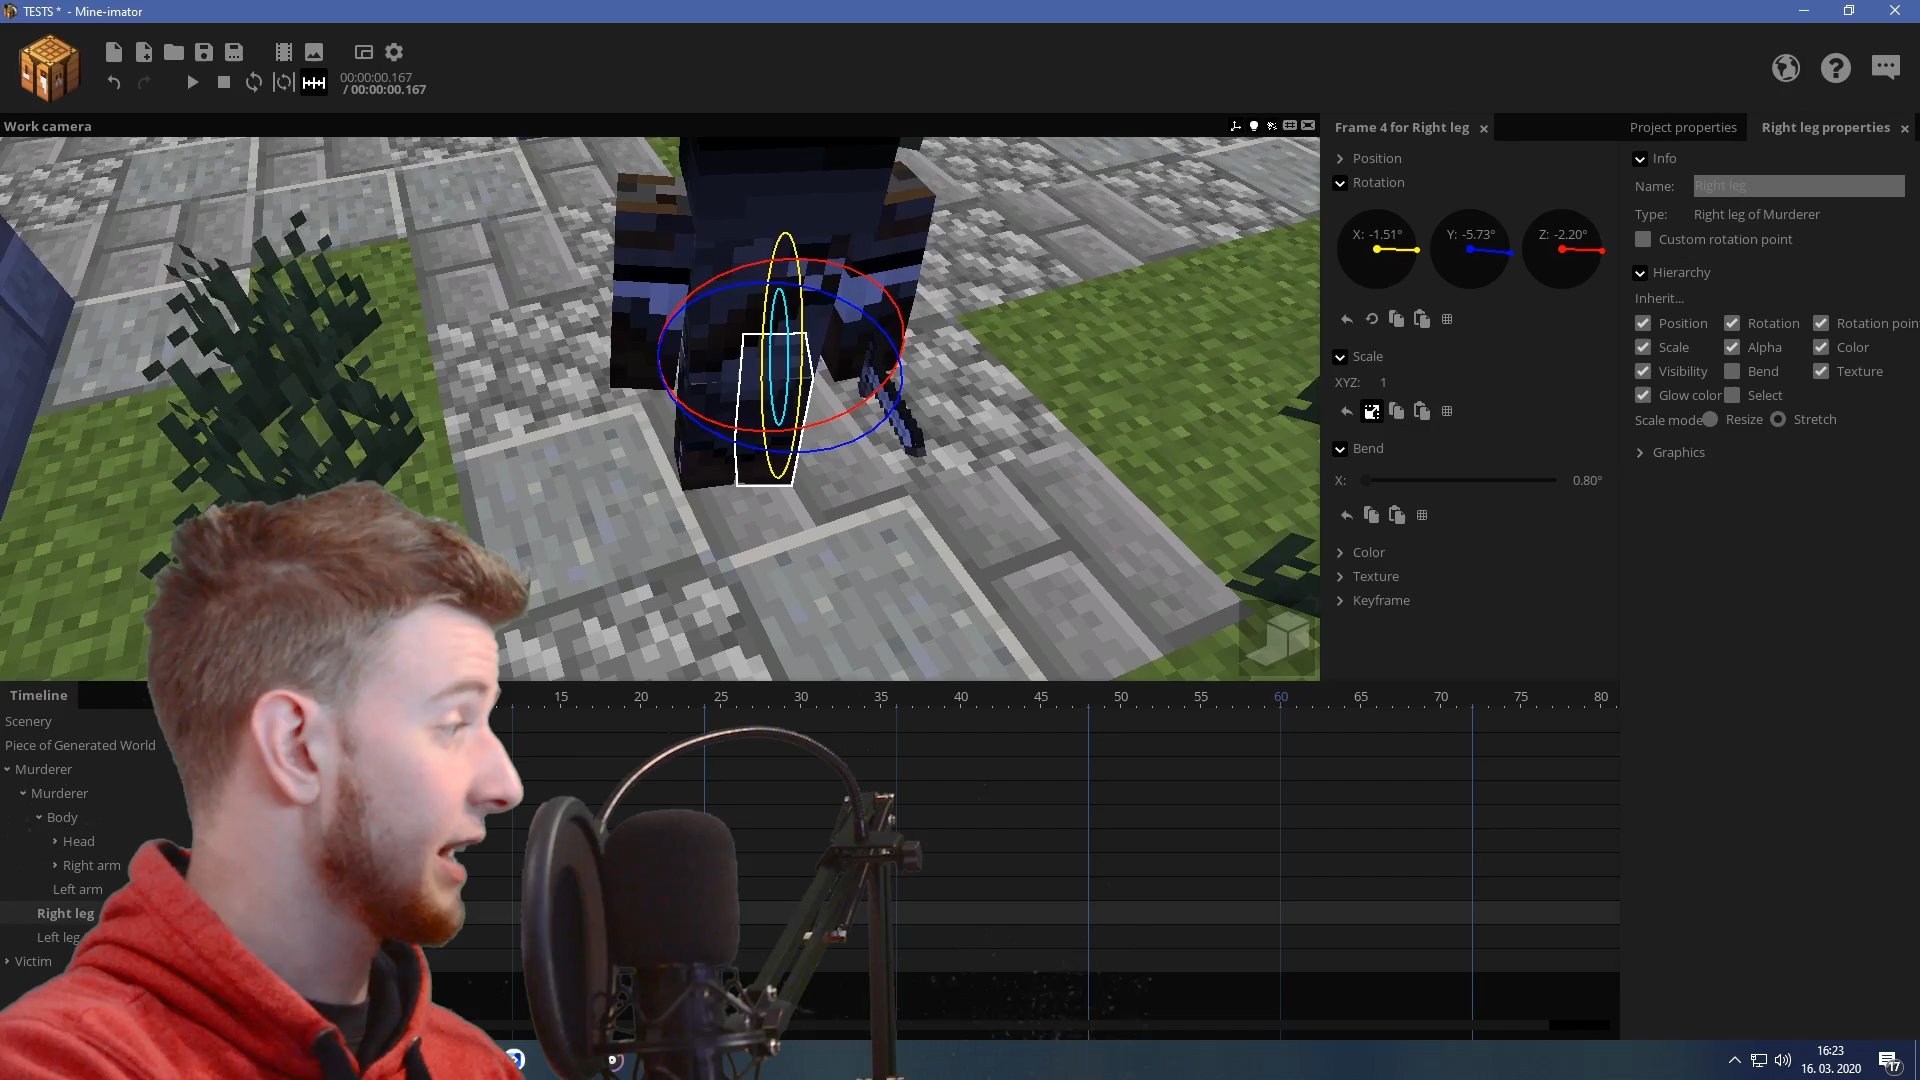 TESTS * - Mine-imator
00:00:00.167
/ 00:00:00.167
Work camera
Frame 4 for Right leg
Position
Rotation
X: -1.51°
Y: -5.73°
Z: -2.20°
Scale
XYZ: 1
Bend
X: 0.80°
Color
Texture
Keyframe
Project properties
Right leg properties
Info
Name: Right leg
Type: Right leg of Murderer
Custom rotation point
Hierarchy
Inherit...
Position Rotation Rotation poin
Scale Alpha Color
Visibility Bend Texture
Glow color Select
Scale mode Resize Stretch
Graphics
Timeline
15 20 25 30 35 40 45 50 55 60 65 70 75 80
Scenery
Piece of Generated World
Murderer
Murderer
Body
Head
Right arm
Left arm
Right leg
Left leg
Victim
16:23
16. 03. 2020
17